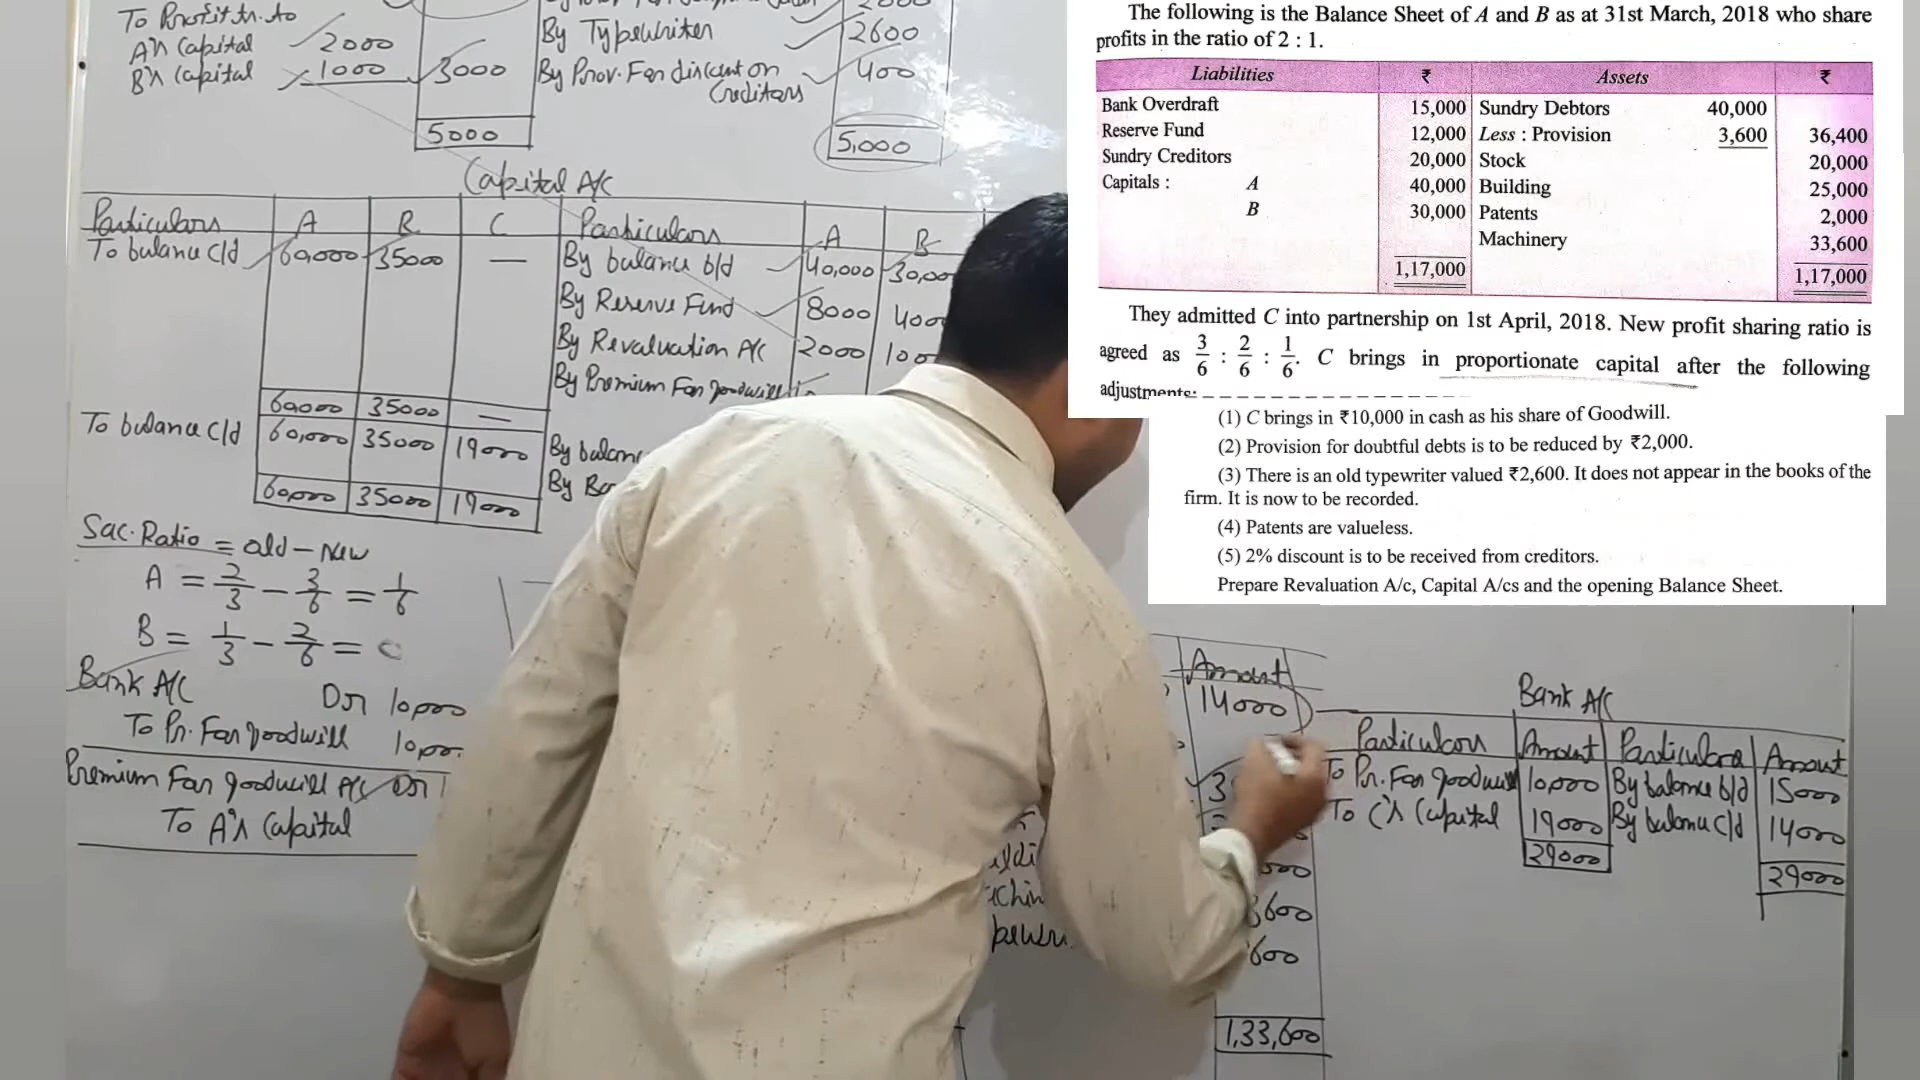 To Profit tr. to
A's Capital 2000
B's Capital 1000 3000
5000
By Typewriter 2600
By Prov. For discount on 400
Creditors
5,000
Capital A/C
Particulars A B C Particulars A B
To balance c/d 60,000 35000 — By balance b/d 40,000
By Reserve Fund 8000
By Revaluation A/C 2000
By Premium For goodwill
60000 35000 —
To balance c/d 60,000 35000 19000
60000 35000 19000
Sac. Ratio = old – New
A = 2/3 – 3/6 = 1/6
B = 1/3 – 2/6 =
Bank A/C Dr 10,000
To Pr. For goodwill
Premium For goodwill A/C Dr
To A's Capital
The following is the Balance Sheet of A and B as at 31st March, 2018 who share
profits in the ratio of 2 : 1.
Liabilities ₹ Assets ₹
Bank Overdraft 15,000 Sundry Debtors 40,000
Reserve Fund 12,000 Less : Provision 3,600 36,400
Sundry Creditors 20,000 Stock 20,000
Capitals : A 40,000 Building 25,000
B 30,000 Patents 2,000
Machinery 33,600
1,17,000 1,17,000
They admitted C into partnership on 1st April, 2018. New profit sharing ratio is
agreed as 3/6 : 2/6 : 1/6. C brings in proportionate capital after the following
adjustments:
(1) C brings in ₹10,000 in cash as his share of Goodwill.
(2) Provision for doubtful debts is to be reduced by ₹2,000.
(3) There is an old typewriter valued ₹2,600. It does not appear in the books of the
firm. It is now to be recorded.
(4) Patents are valueless.
(5) 2% discount is to be received from creditors.
Prepare Revaluation A/c, Capital A/cs and the opening Balance Sheet.
Amount
14000
1,33,600
Bank A/C
Particulars Amount Particulars Amount
To Pr. For goodwill 10,000 By balance b/d 15000
To C's Capital 19000 By balance c/d 14000
29000 29000